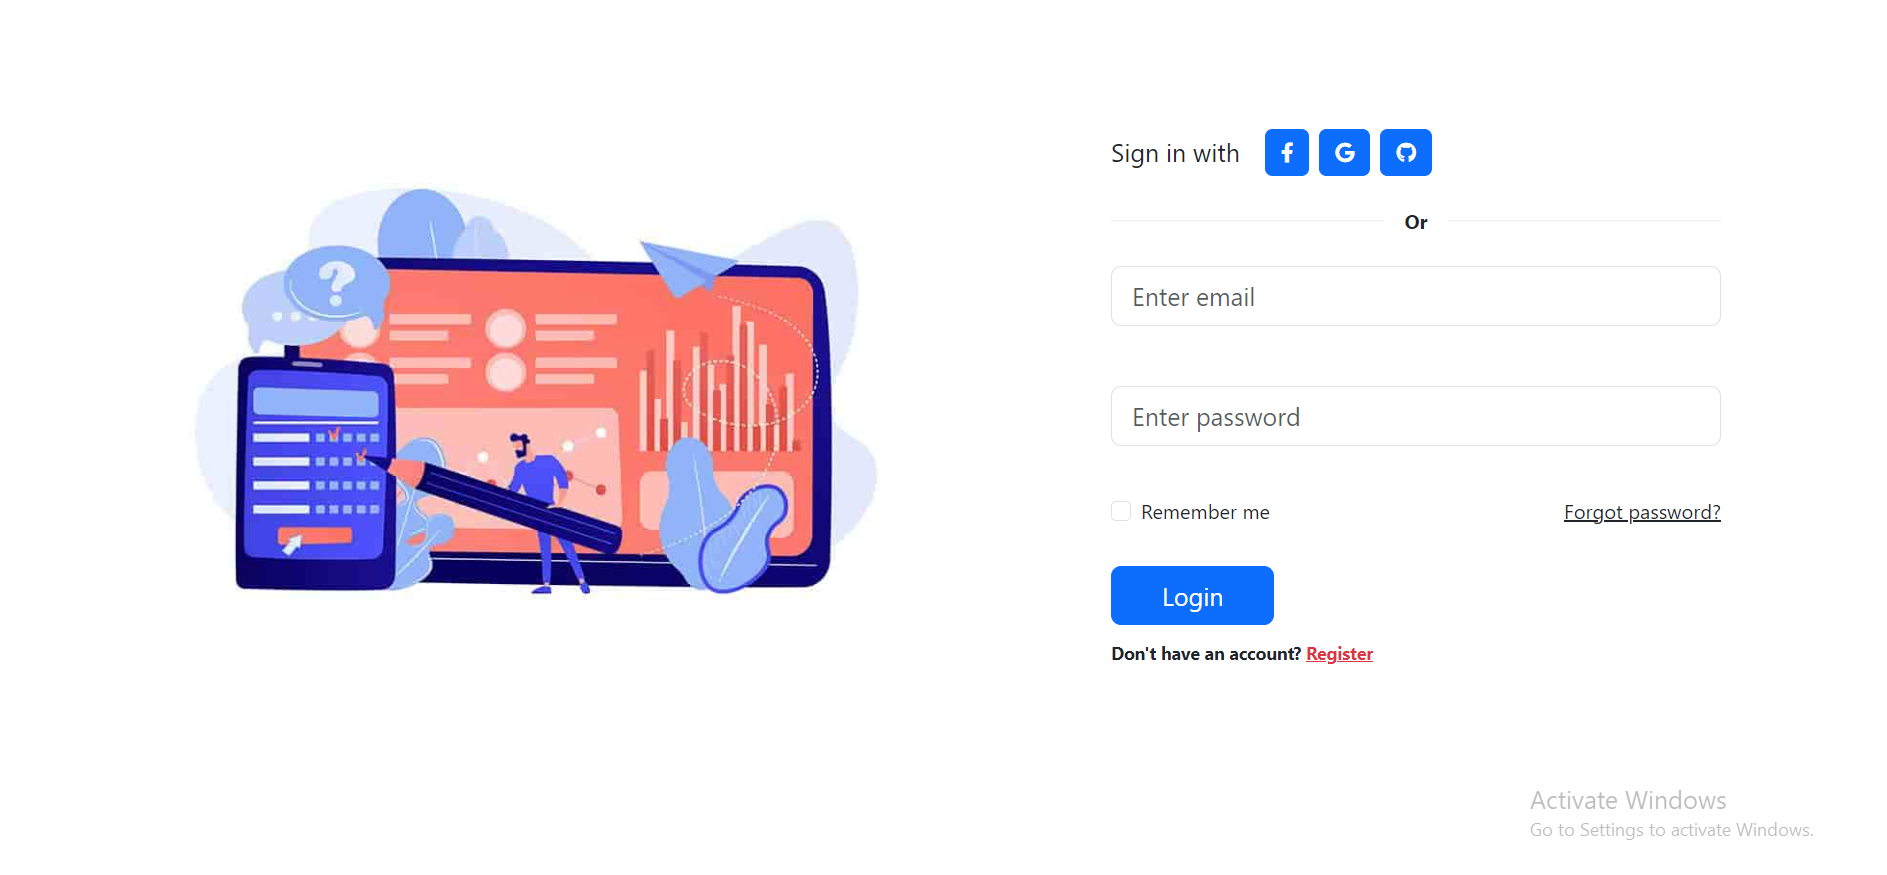 Sign in with
Or
Enter email
Enter password
Remember me
Forgot password?
Login
Don't have an account? Register
Activate Windows
Go to Settings to activate Windows.